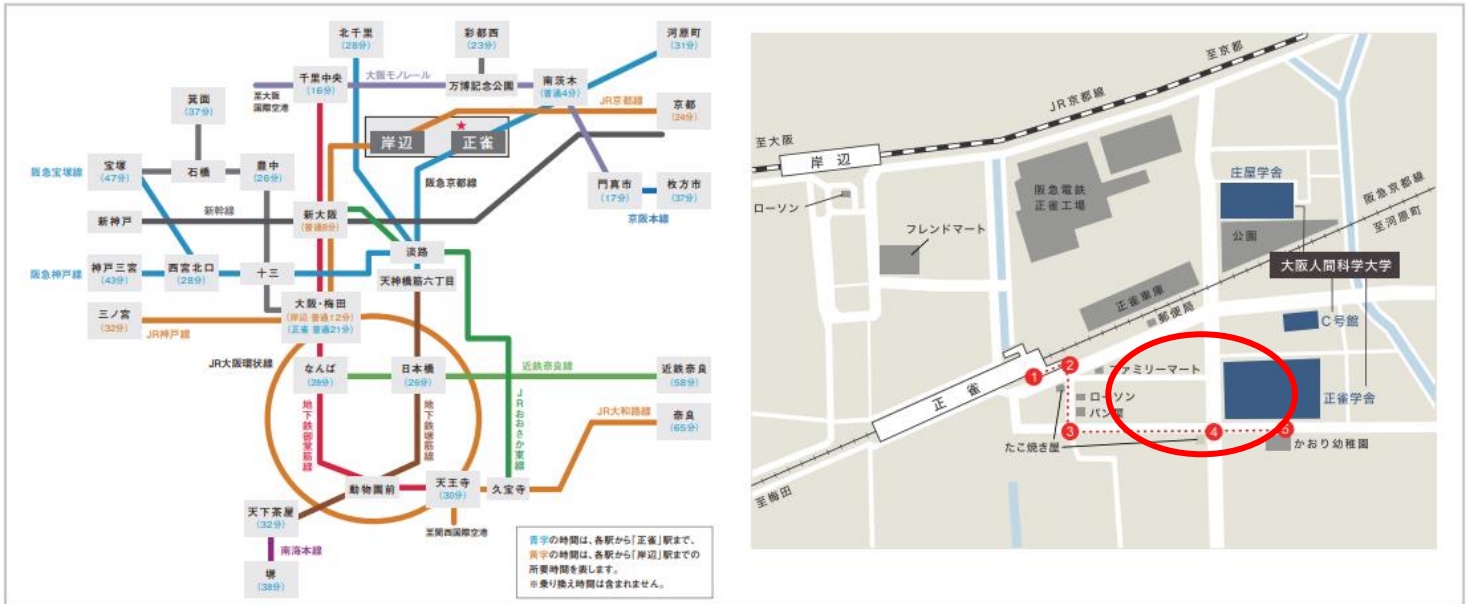 北千里
(28分)
彩都西
(23分)
河原町
(31分)
千里中央
(16分)
大阪モノレール
至大阪
国際空港
万博記念公園
南茨木
(普通4分)
箕面
(37分)
JR京都線
京都
(24分)
岸辺
正雀
阪急宝塚線
宝塚
(47分)
石橋
豊中
(26分)
阪急京都線
門真市
(17分)
枚方市
(37分)
京阪本線
新神戸
新幹線
新大阪
(普通8分)
淡路
阪急神戸線
神戸三宮
(43分)
西宮北口
(28分)
十三
天神橋筋六丁目
三ノ宮
(32分)
JR神戸線
大阪・梅田
(岸辺 普通12分)
(正雀 普通21分)
JR大阪環状線
なんば
(28分)
日本橋
(26分)
近鉄奈良線
近鉄奈良
(58分)
JR大和路線
奈良
(65分)
地下鉄御堂筋線
地下鉄堺筋線
JRおおさか東線
動物園前
天王寺
(30分)
久宝寺
天下茶屋
(32分)
至関西国際空港
南海本線
堺
(38分)
青字の時間は、各駅から「正雀」駅まで、
黄字の時間は、各駅から「岸辺」駅までの
所要時間を表します。
※乗り換え時間は含まれません。
至京都
JR京都線
至大阪
岸辺
ローソン
フレンドマート
阪急電鉄
正雀工場
庄屋学舎
公園
阪急京都線
至河原町
大阪人間科学大学
正雀車庫
郵便局
C号館
正雀
1
2
ファミリーマート
ローソン
パン屋
正雀学舎
3
4
5
たこ焼き屋
かおり幼稚園
至梅田